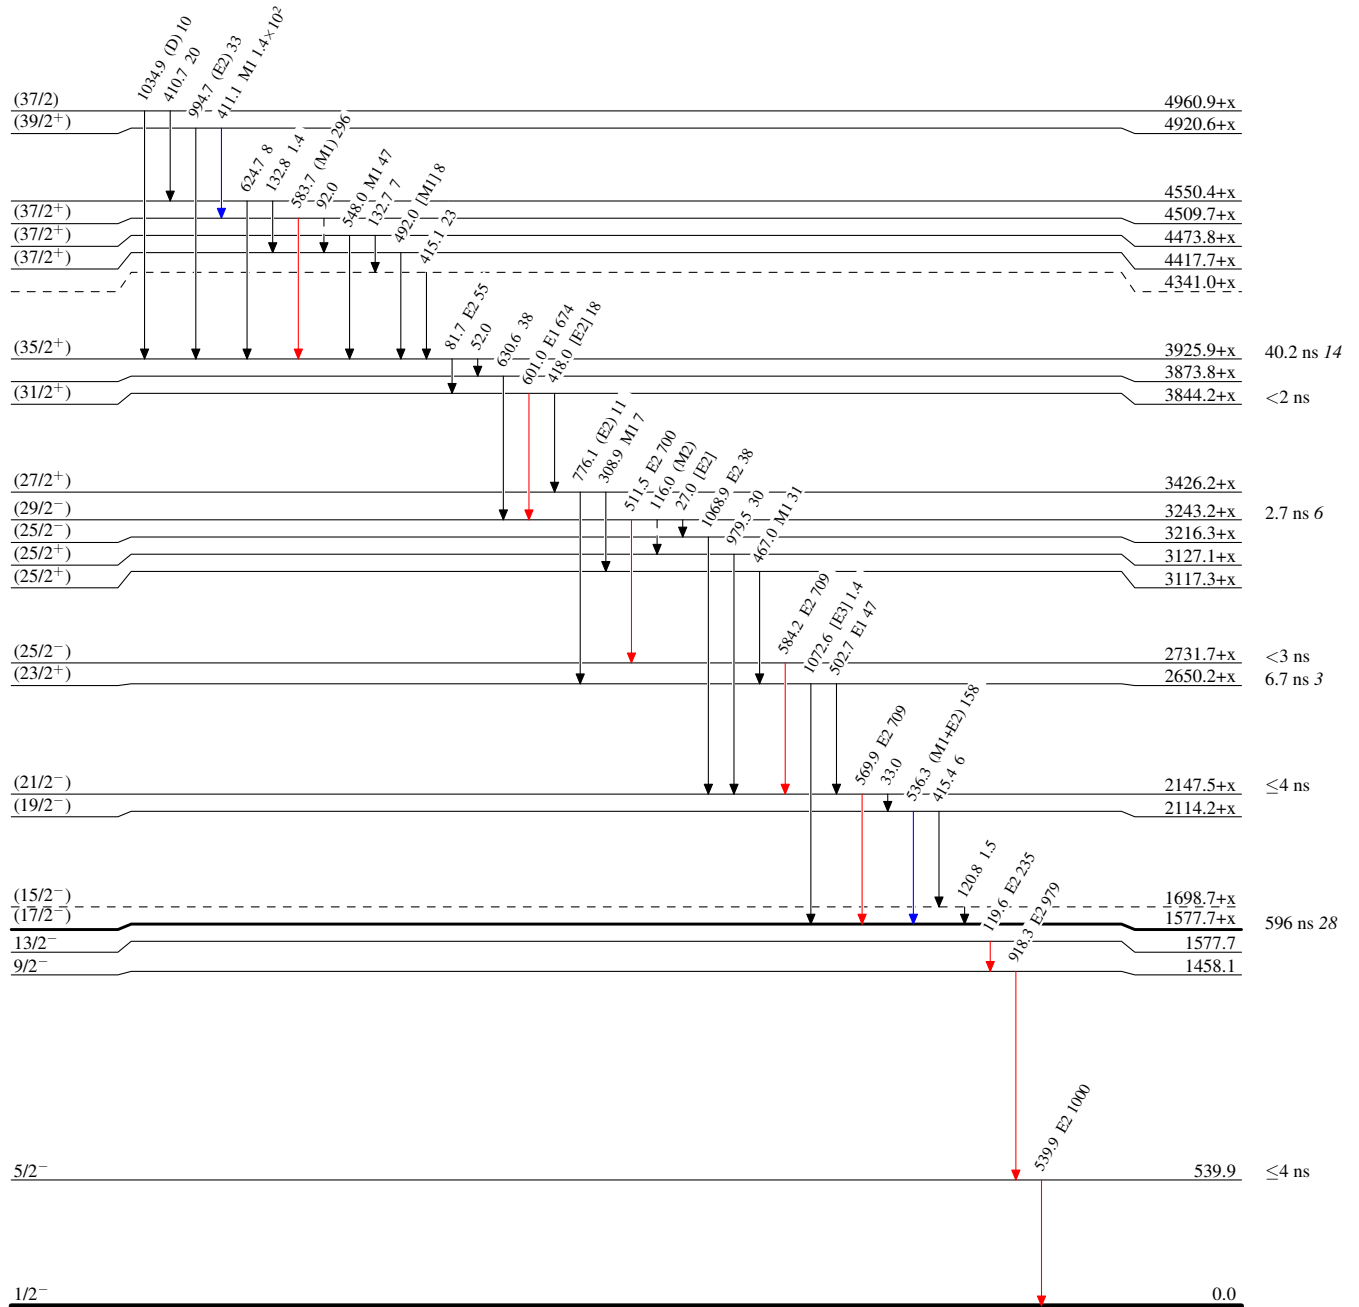 1034.9 (D) 10
410.7 20
994.7 (E2) 33
411.1 M1 1.4×10²
(37/2) 4960.9+x
(39/2⁺) 4920.6+x
624.7 8
132.8 1.4
583.7 (M1) 296
92.0
548.0 M1 47
132.7 7
492.0 [M1] 8
415.1 23
4550.4+x
(37/2⁺) 4509.7+x
(37/2⁺) 4473.8+x
(37/2⁺) 4417.7+x
4341.0+x
81.7 E2 55
52.0
630.6 38
601.0 E1 674
418.0 [E2] 18
(35/2⁺) 3925.9+x 40.2 ns 14
3873.8+x
(31/2⁺) 3844.2+x <2 ns
776.1 (E2) 11
308.9 M1 7
511.5 E2 700
116.0 (M2)
27.0 [E2]
1068.9 E2 38
979.5 30
467.0 M1 31
(27/2⁺) 3426.2+x
(29/2⁻) 3243.2+x 2.7 ns 6
(25/2⁻) 3216.3+x
(25/2⁺) 3127.1+x
(25/2⁺) 3117.3+x
584.2 E2 709
1072.6 [E3] 1.4
502.7 E1 47
(25/2⁻) 2731.7+x <3 ns
(23/2⁺) 2650.2+x 6.7 ns 3
569.9 E2 709
33.0
536.3 (M1+E2) 158
415.4 6
(21/2⁻) 2147.5+x ≤4 ns
(19/2⁻) 2114.2+x
120.8 1.5
119.6 E2 235
918.3 E2 979
(15/2⁻) 1698.7+x
(17/2⁻) 1577.7+x 596 ns 28
13/2⁻ 1577.7
9/2⁻ 1458.1
539.9 E2 1000
5/2⁻ 539.9 ≤4 ns
1/2⁻ 0.0